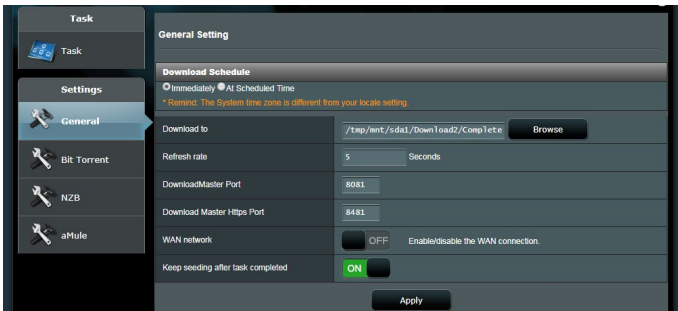 Task
Task
Settings
General
Bit Torrent
NZB
aMule
General Setting
Download Schedule
Immediately At Scheduled Time
* Remind: The System time zone is different from your locale setting.
Download to /tmp/mnt/sda1/Download2/Complete Browse
Refresh rate 5 Seconds
DownloadMaster Port 8081
Download Master Https Port 8481
WAN network OFF Enable/disable the WAN connection.
Keep seeding after task completed ON
Apply